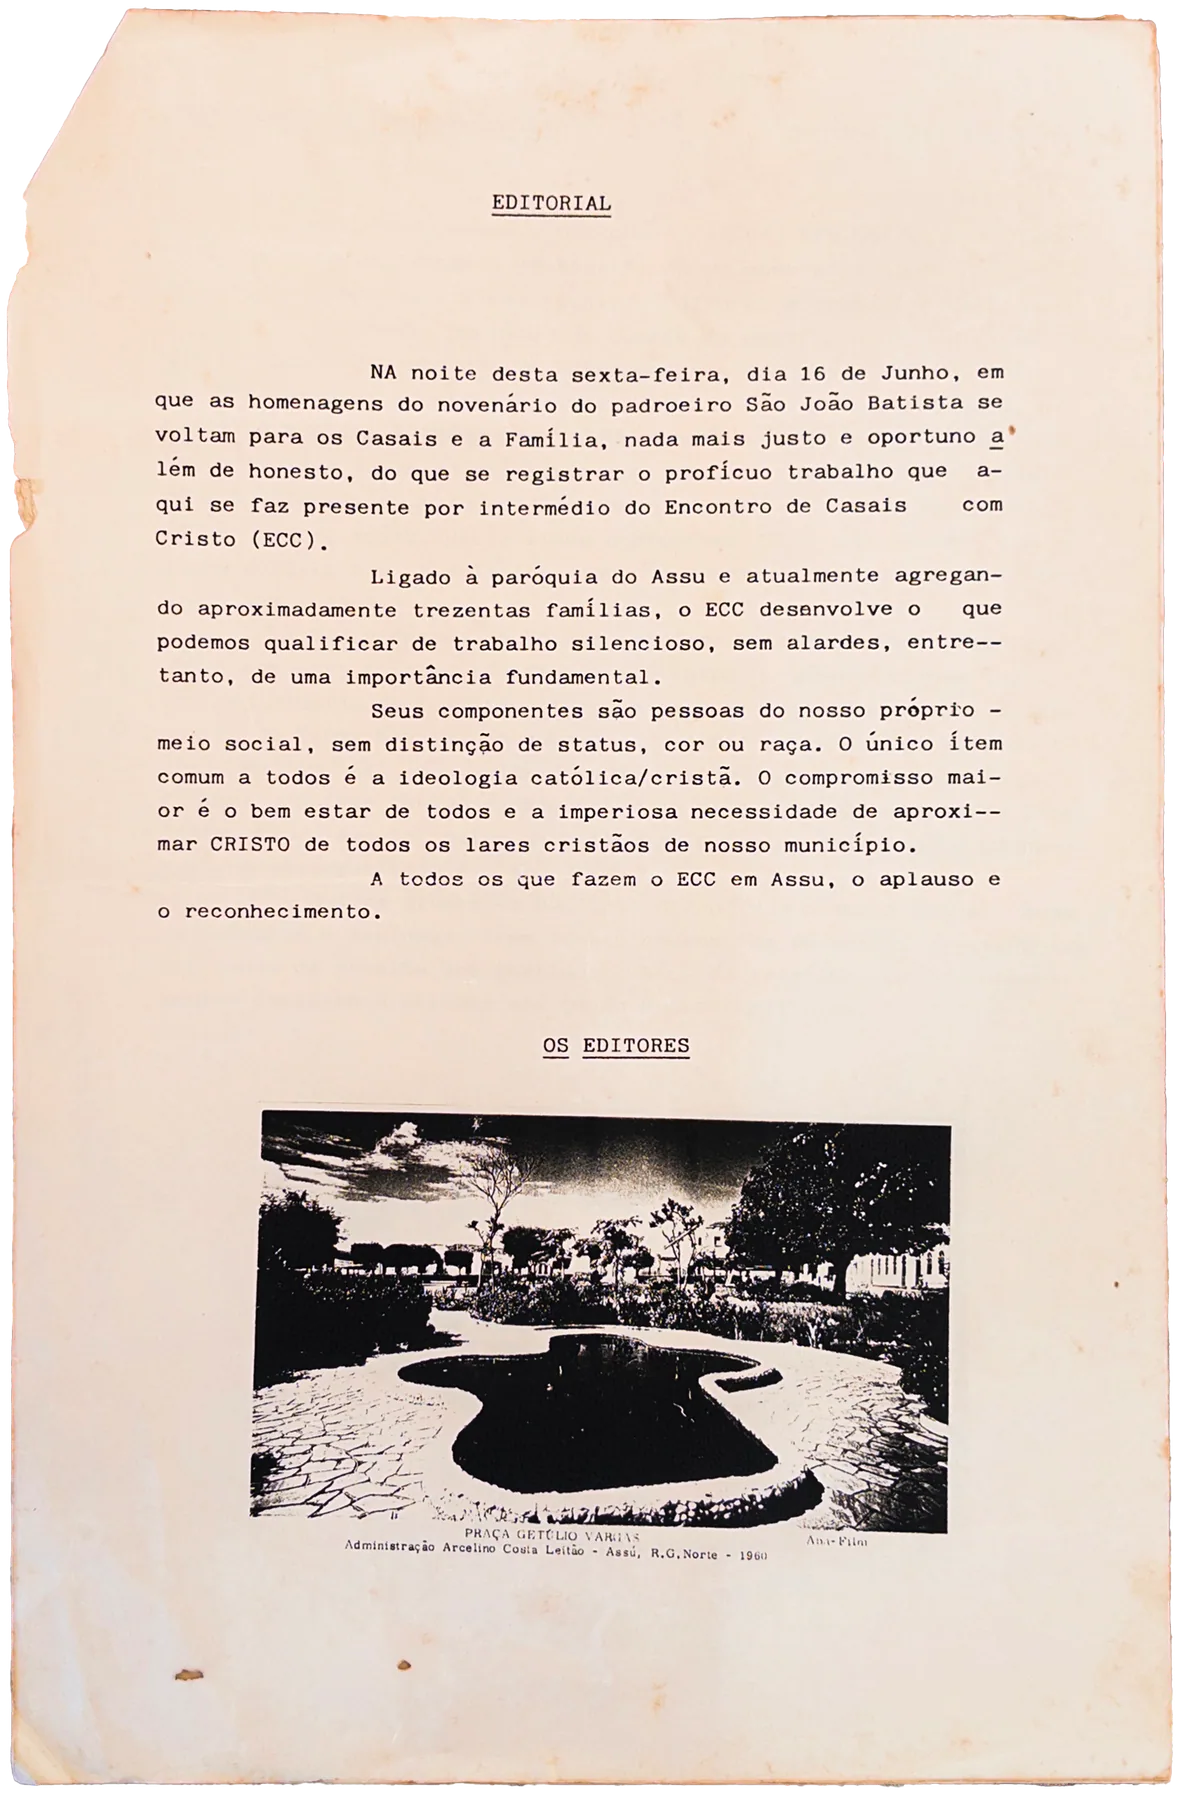 EDITORIAL
NA noite desta sexta-feira, dia 16 de Junho, em
que as homenagens do novenário do padroeiro São João Batista se
voltam para os Casais e a Família, nada mais justo e oportuno a
lém de honesto, do que se registrar o profícuo trabalho que a-
qui se faz presente por intermédio do Encontro de Casais com
Cristo (ECC).
Ligado à paróquia do Assu e atualmente agregan-
do aproximadamente trezentas famílias, o ECC desenvolve o que
podemos qualificar de trabalho silencioso, sem alardes, entre--
tanto, de uma importância fundamental.
Seus componentes são pessoas do nosso próprio -
meio social, sem distinção de status, cor ou raça. O único ítem
comum a todos é a ideologia católica/cristã. O compromisso mai-
or é o bem estar de todos e a imperiosa necessidade de aproxi--
mar CRISTO de todos os lares cristãos de nosso município.
A todos os que fazem o ECC em Assu, o aplauso e
o reconhecimento.
OS EDITORES
PRAÇA GETÚLIO VARGAS
Administração Arcelino Costa Leitão - Assú, R.G.Norte - 1960
Ana-Film